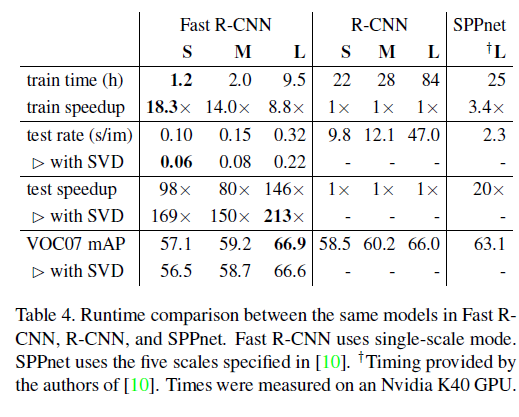 Fast R-CNN R-CNN SPPnet
S M L S M L †L
train time (h) 1.2 2.0 9.5 22 28 84 25
train speedup 18.3× 14.0× 8.8× 1× 1× 1× 3.4×
test rate (s/im) 0.10 0.15 0.32 9.8 12.1 47.0 2.3
▷ with SVD 0.06 0.08 0.22 - - - -
test speedup 98× 80× 146× 1× 1× 1× 20×
▷ with SVD 169× 150× 213× - - - -
VOC07 mAP 57.1 59.2 66.9 58.5 60.2 66.0 63.1
▷ with SVD 56.5 58.7 66.6 - - - -
Table 4. Runtime comparison between the same models in Fast R-
CNN, R-CNN, and SPPnet. Fast R-CNN uses single-scale mode.
SPPnet uses the five scales specified in [10]. †Timing provided by
the authors of [10]. Times were measured on an Nvidia K40 GPU.